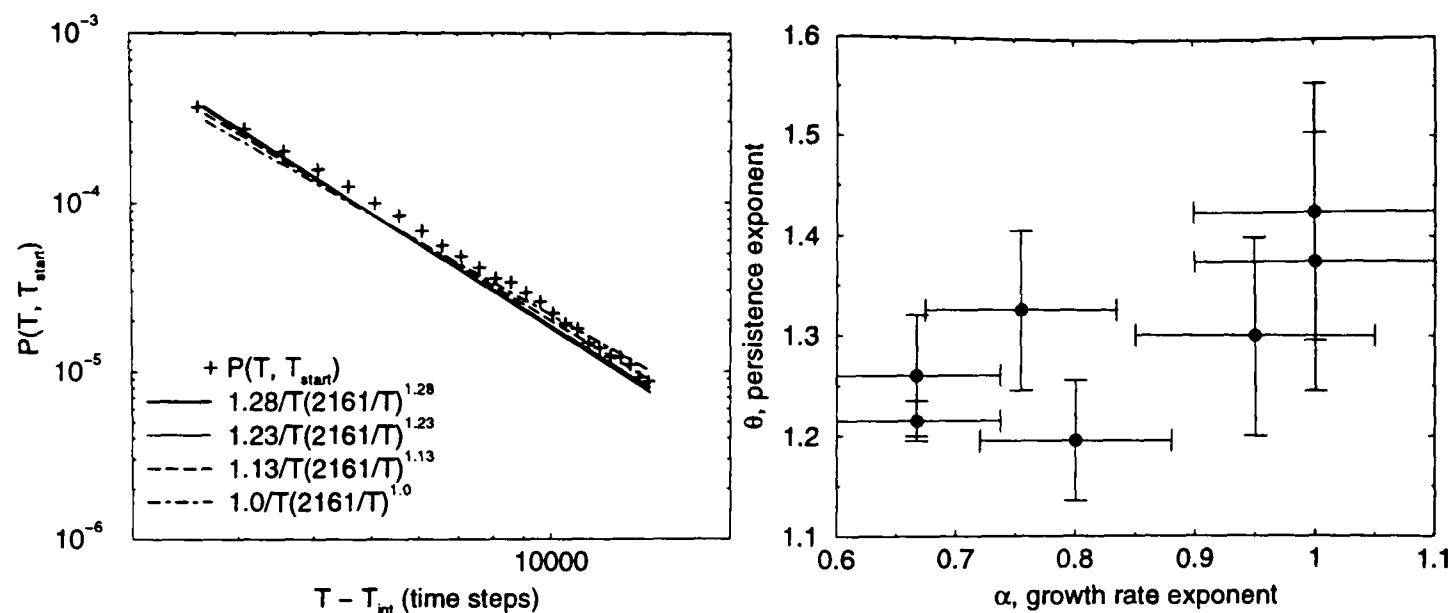 10⁻³
10⁻⁴
10⁻⁵
10⁻⁶
P(T, T_start)
+ P(T, T_start)
1.28/T(2161/T)^1.28
1.23/T(2161/T)^1.23
1.13/T(2161/T)^1.13
1.0/T(2161/T)^1.0
10000
T – T_int (time steps)
1.6
1.5
1.4
1.3
1.2
1.1
θ, persistence exponent
0.6 0.7 0.8 0.9 1 1.1
α, growth rate exponent